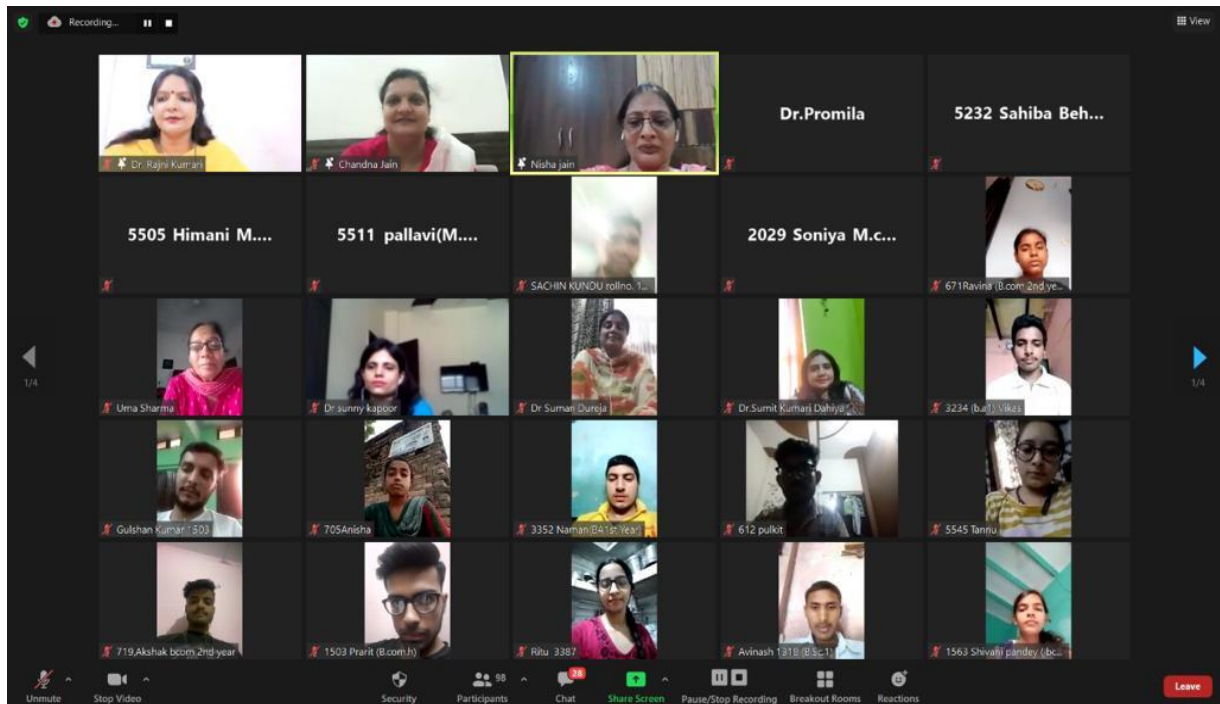 Recording...
View
Dr. Rajni Kumari
Chandna Jain
Nisha jain
Dr.Promila
5232 Sahiba Beh...
5505 Himani M....
5511 pallavi(M....
SACHIN KUNDU rollno. 1...
2029 Soniya M.c...
671Ravina (B.com 2nd ye...
1/4
Uma Sharma
Dr sunny kapoor
Dr Suman Dureja
Dr.Sumit Kumari Dahiya
3234 (b.a1) Vikas
1/4
Gulshan Kumar 1503
705Anisha
3352 Naman(BA1st Year)
612 pulkit
5545 Tannu
719,Akshak bcom 2nd year
1503 Prarit (B.com.h)
Ritu 3387
Avinash 1318 (B.Sc.1)
1563 Shivani pandey (-bc...
98
28
Unmute
Stop Video
Security
Participants
Chat
Share Screen
Pause/Stop Recording
Breakout Rooms
Reactions
Leave